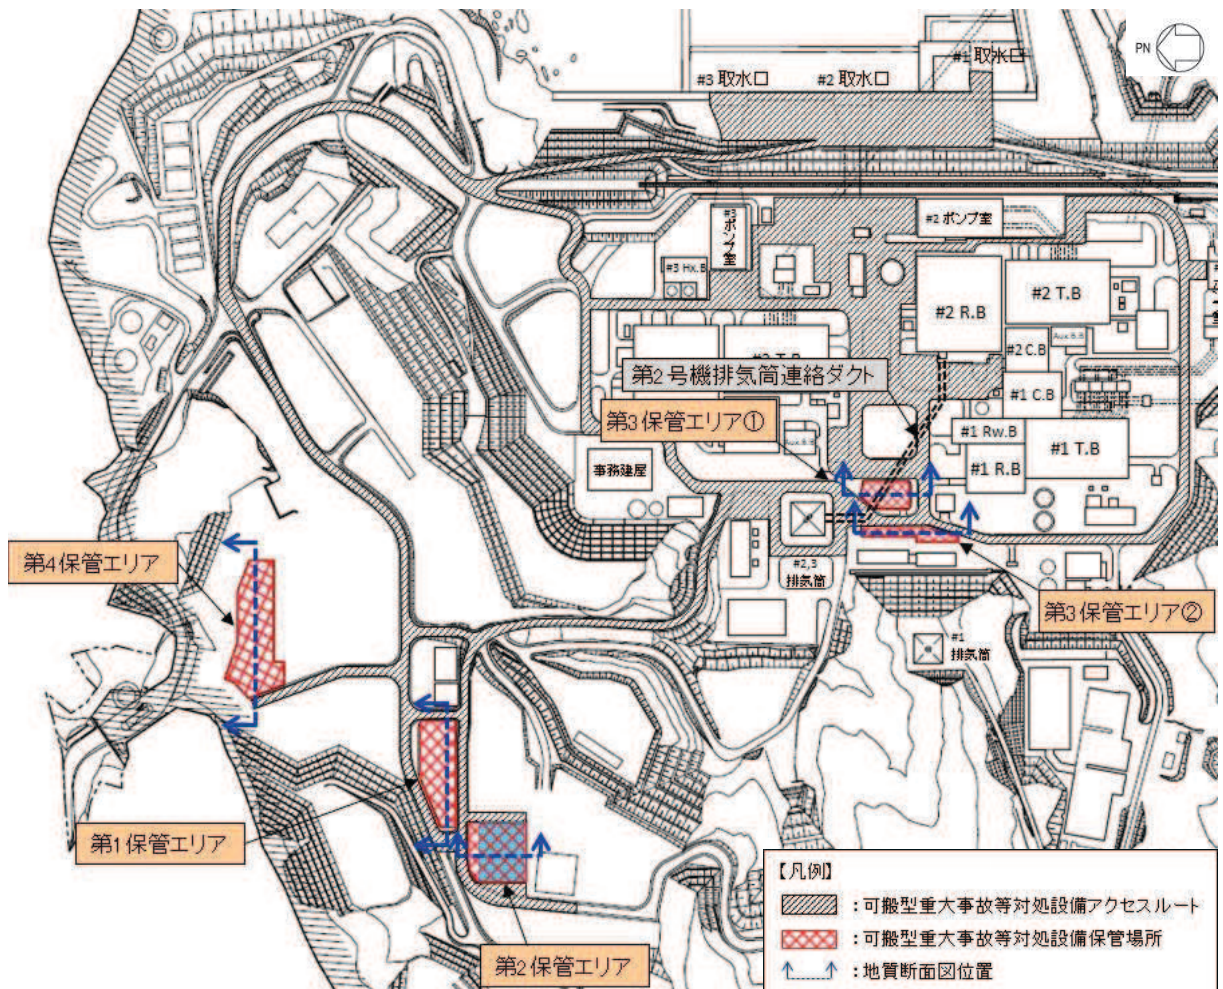 PN
#1 取水口
#3 取水口
#2 取水口
#3
ポンプ室
#2 ポンプ室
#3 Hx.B
#2 R.B
#2 T.B
#2 C.B
Aux.B.B
第2号機排気筒連絡ダクト
#1 C.B
第3保管エリア①
#1 Rw.B
Aux.B.B
#1 T.B
#1 R.B
事務建屋
第4保管エリア
#2,3
排気筒
第3保管エリア②
#1
排気筒
第1保管エリア
第2保管エリア
【凡例】
：可搬型重大事故等対処設備アクセスルート
：可搬型重大事故等対処設備保管場所
：地質断面図位置